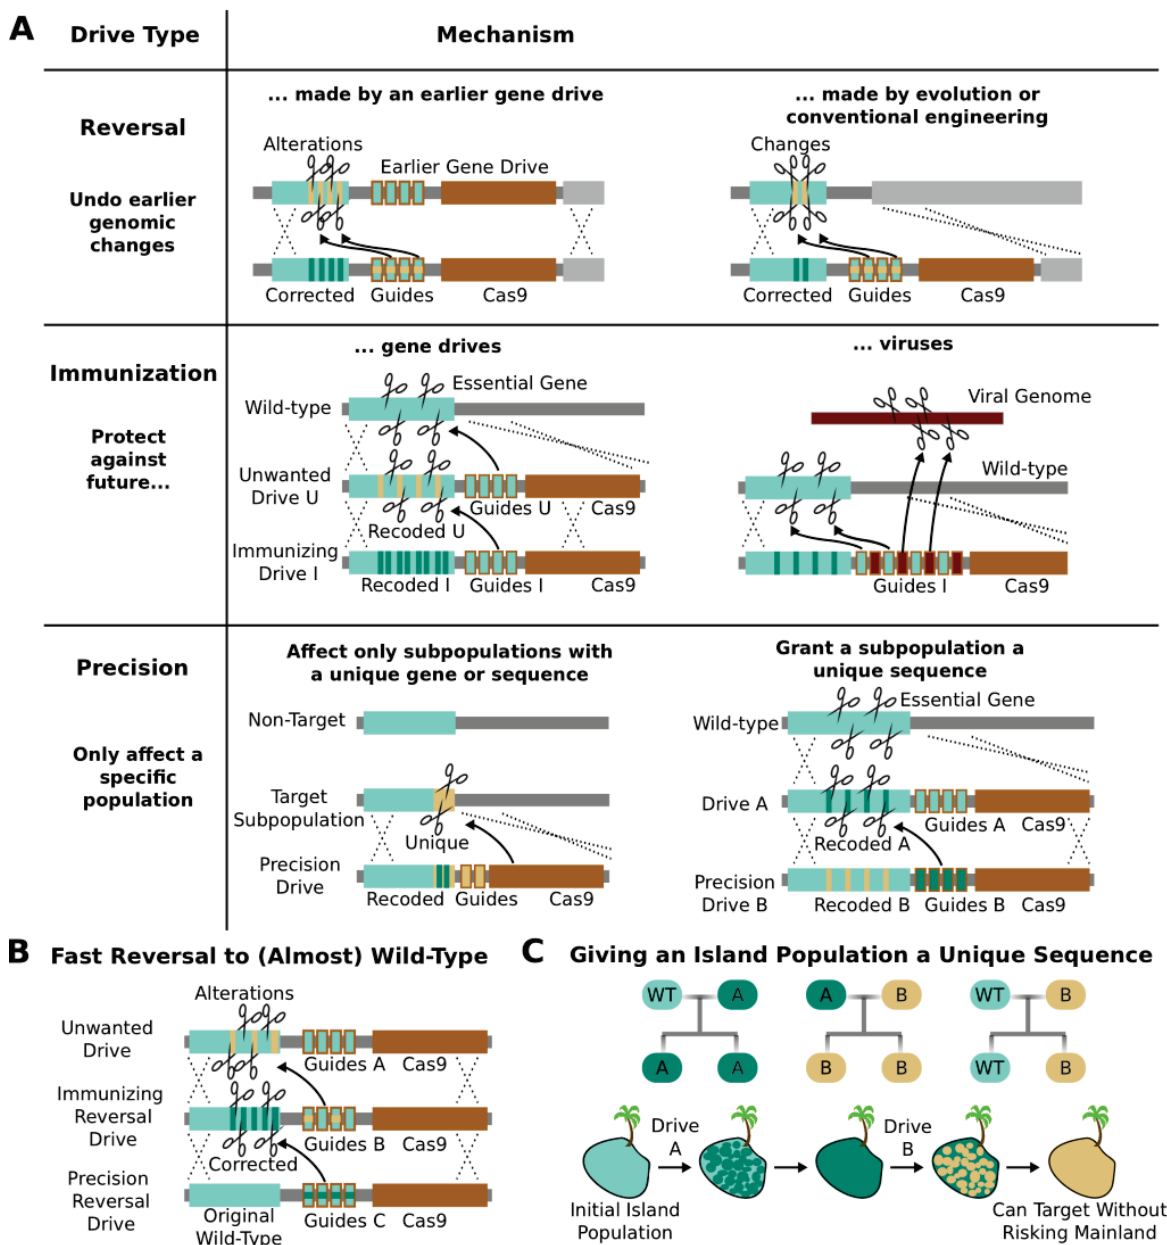 A
Drive Type
Mechanism
Reversal
Undo earlier
genomic
changes
... made by an earlier gene drive
Alterations
Earlier Gene Drive
Corrected
Guides
Cas9
... made by evolution or
conventional engineering
Changes
Corrected
Guides
Cas9
Immunization
Protect
against
future...
... gene drives
Essential Gene
Wild-type
Unwanted
Drive U
Guides U
Cas9
Recoded U
Immunizing
Drive I
Recoded I
Guides I
Cas9
... viruses
Viral Genome
Wild-type
Guides I
Cas9
Precision
Only affect a
specific
population
Affect only subpopulations with
a unique gene or sequence
Non-Target
Target
Subpopulation
Unique
Precision
Drive
Recoded
Guides
Cas9
Grant a subpopulation a
unique sequence
Essential Gene
Wild-type
Drive A
Guides A
Cas9
Recoded A
Precision
Drive B
Recoded B
Guides B
Cas9
B
Fast Reversal to (Almost) Wild-Type
Alterations
Unwanted
Drive
Guides A
Cas9
Immunizing
Reversal
Drive
Guides B
Cas9
Corrected
Precision
Reversal
Drive
Original
Wild-Type
Guides C
Cas9
C
Giving an Island Population a Unique Sequence
WT
A
A
A
A
B
B
B
WT
B
WT
B
Drive
A
Drive
B
Initial Island
Population
Can Target Without
Risking Mainland